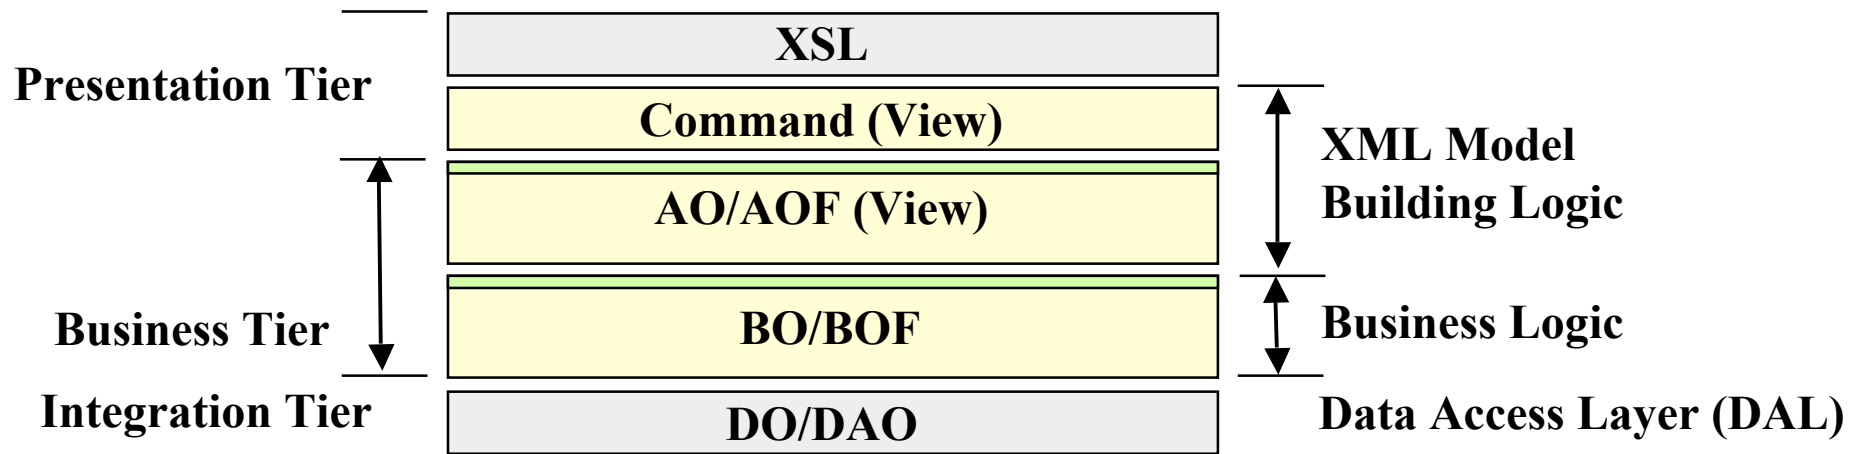 XSL
Presentation Tier
Command (View)
XML Model
Building Logic
AO/AOF (View)
Business Tier
BO/BOF
Business Logic
Integration Tier
DO/DAO
Data Access Layer (DAL)